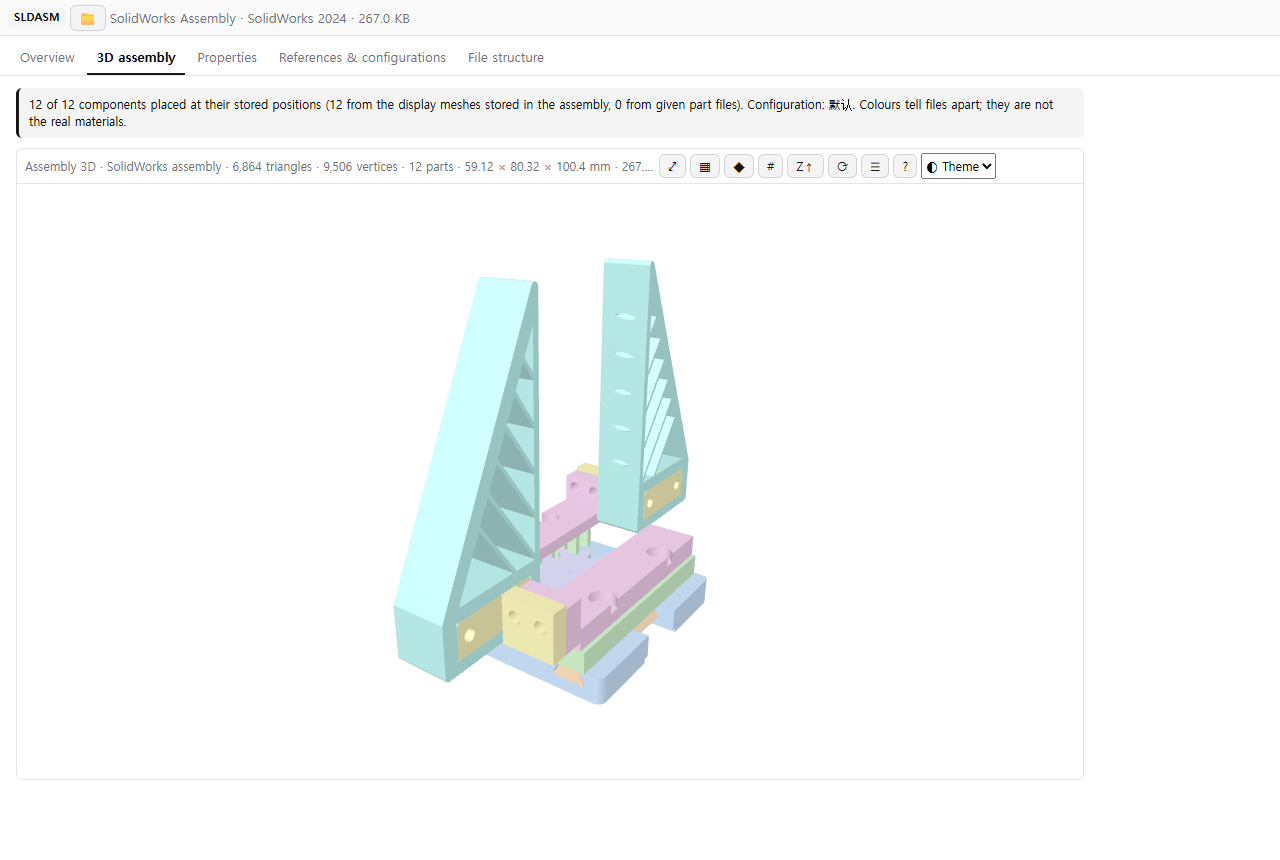 SLDASM SolidWorks Assembly · SolidWorks 2024 · 267.0 KB
Overview 3D assembly Properties References & configurations File structure
12 of 12 components placed at their stored positions (12 from the display meshes stored in the assembly, 0 from given part files). Configuration: 默认. Colours tell files apart; they are not
the real materials.
Assembly 3D · SolidWorks assembly · 6,864 triangles · 9,506 vertices · 12 parts · 59.12 × 80.32 × 100.4 mm · 267.... ⤢ ▦ ◆ # Z↑ ⟳ ☰ ? ◐ Theme